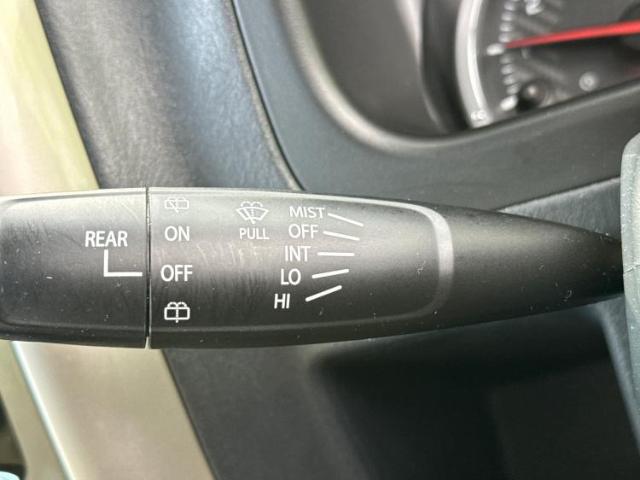 REAR
ON
OFF
PULL
MIST
OFF
INT
LO
HI